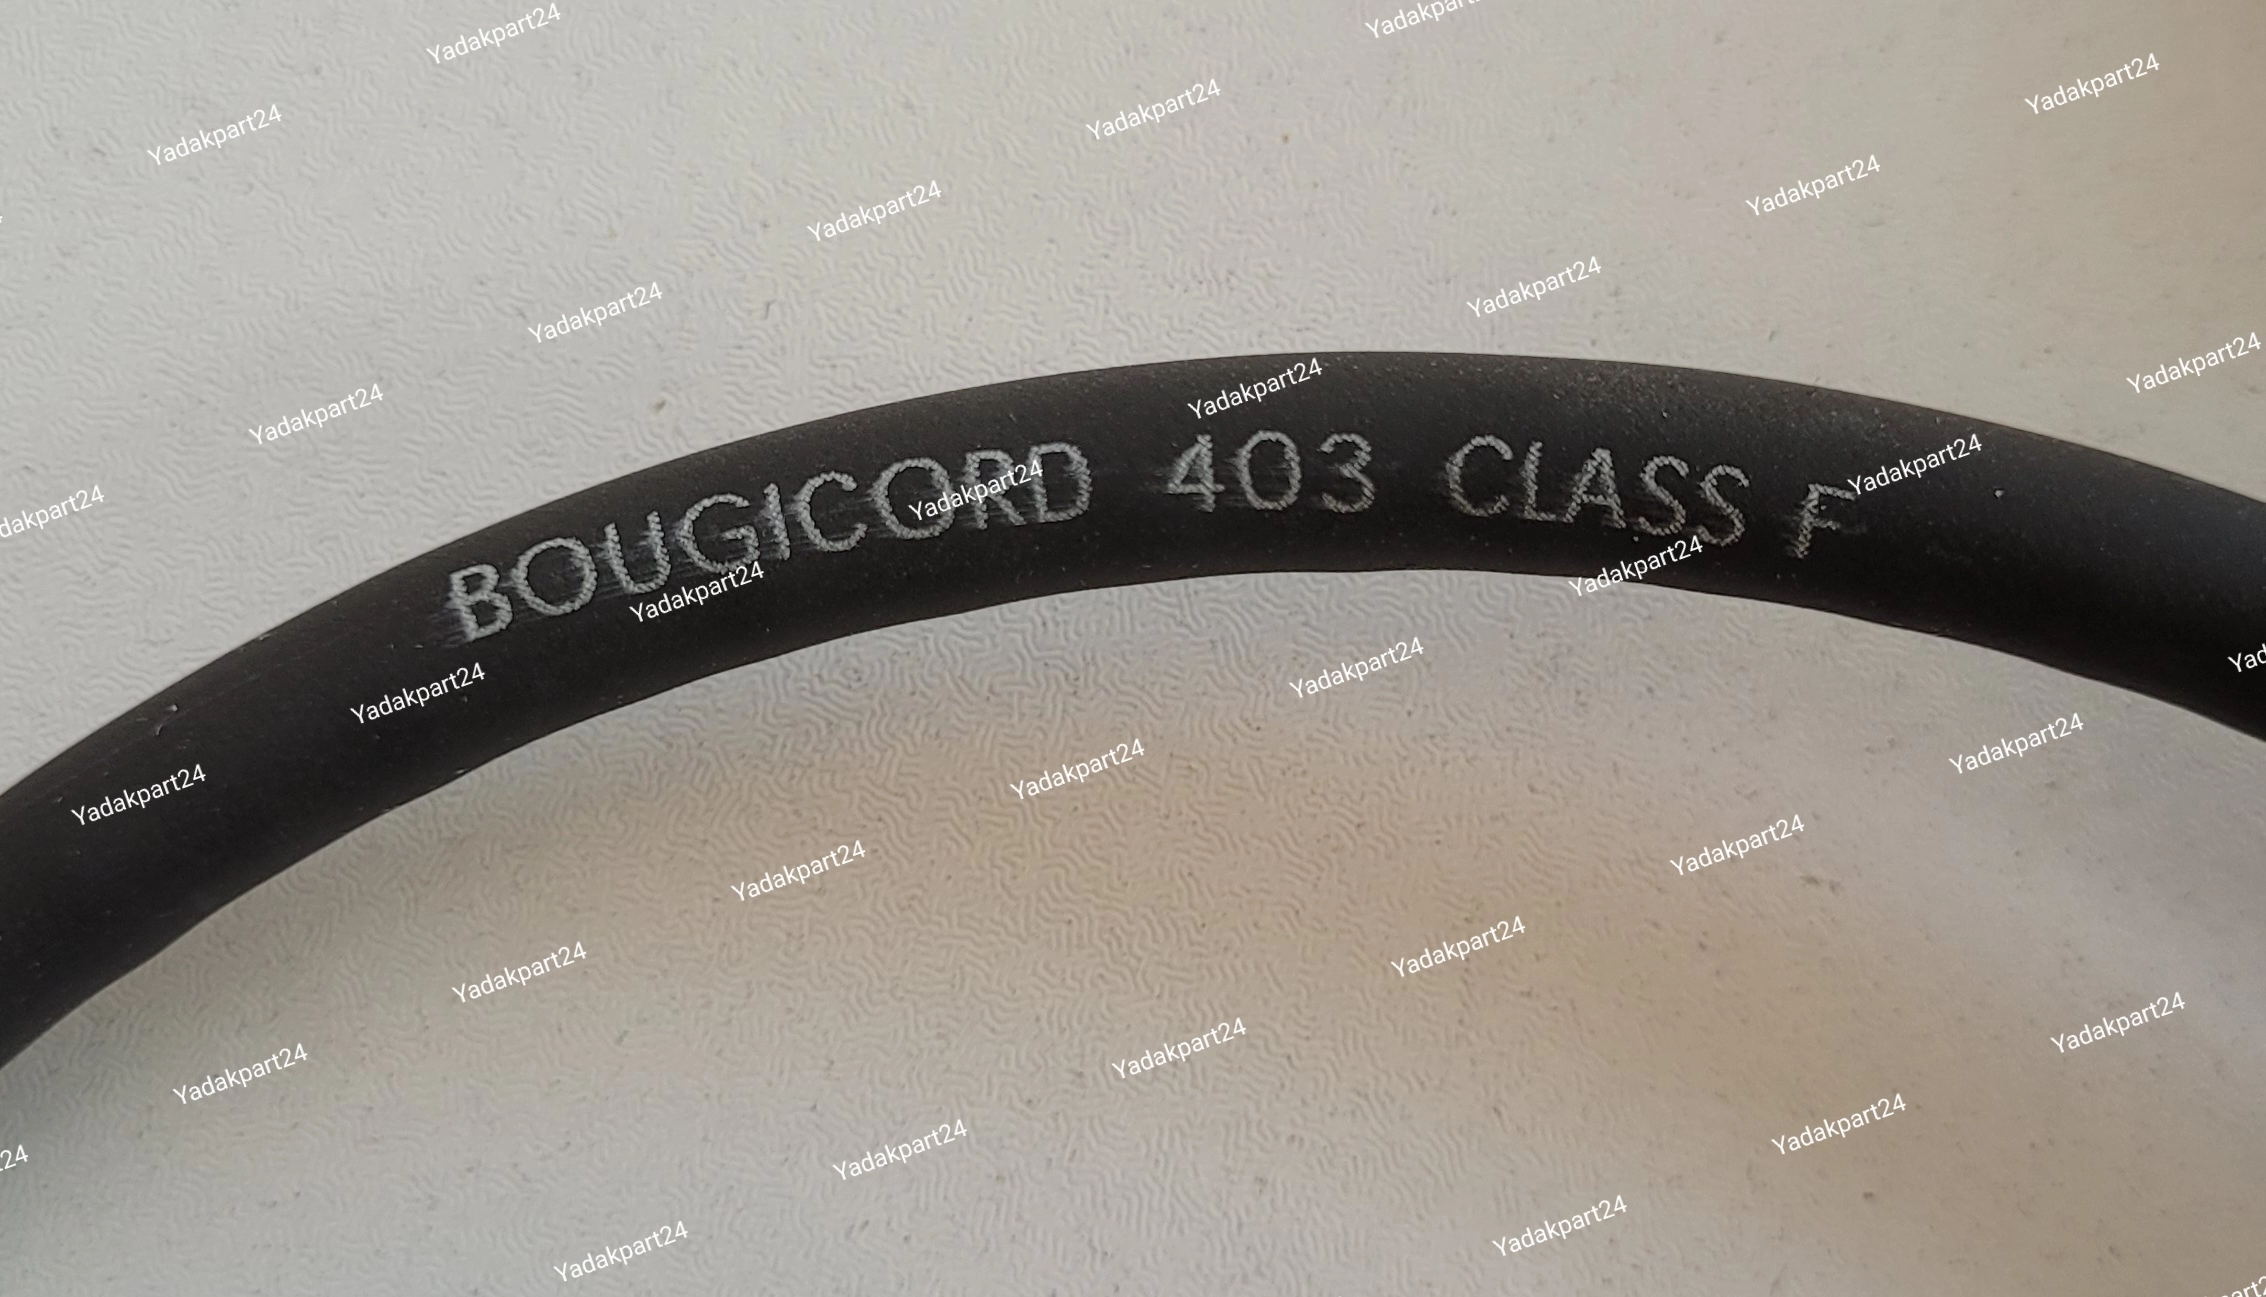 BOUGICORD 403 CLASS F
Yadakpart24